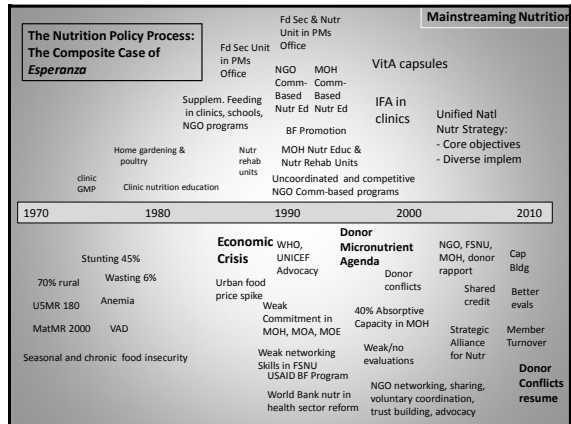 Mainstreaming Nutrition
The Nutrition Policy Process:
The Composite Case of
Esperanza
Fd Sec & Nutr
Unit in PMs
Office
Fd Sec Unit
in PMs
Office
NGO
Comm-
Based
Nutr Ed
MOH
Comm-
Based
Nutr Ed
VitA capsules
Supplem. Feeding
in clinics, schools,
NGO programs
IFA in
clinics
Unified Natl
Nutr Strategy:
- Core objectives
- Diverse implem
BF Promotion
Home gardening &
poultry
Nutr
rehab
units
MOH Nutr Educ &
Nutr Rehab Units
clinic
GMP
Clinic nutrition education
Uncoordinated and competitive
NGO Comm-based programs
1970
1980
1990
2000
2010
Stunting 45%
Wasting 6%
70% rural
U5MR 180
Anemia
MatMR 2000
VAD
Seasonal and chronic food insecurity
Economic
Crisis
Urban food
price spike
WHO,
UNICEF
Advocacy
Weak
Commitment in
MOH, MOA, MOE
Weak networking
Skills in FSNU
USAID BF Program
World Bank nutr in
health sector reform
Donor
Micronutrient
Agenda
Donor
conflicts
40% Absorptive
Capacity in MOH
Weak/no
evaluations
NGO networking, sharing,
voluntary coordination,
trust building, advocacy
NGO, FSNU,
MOH, donor
rapport
Shared
credit
Strategic
Alliance
for Nutr
Cap
Bldg
Better
evals
Member
Turnover
Donor
Conflicts
resume